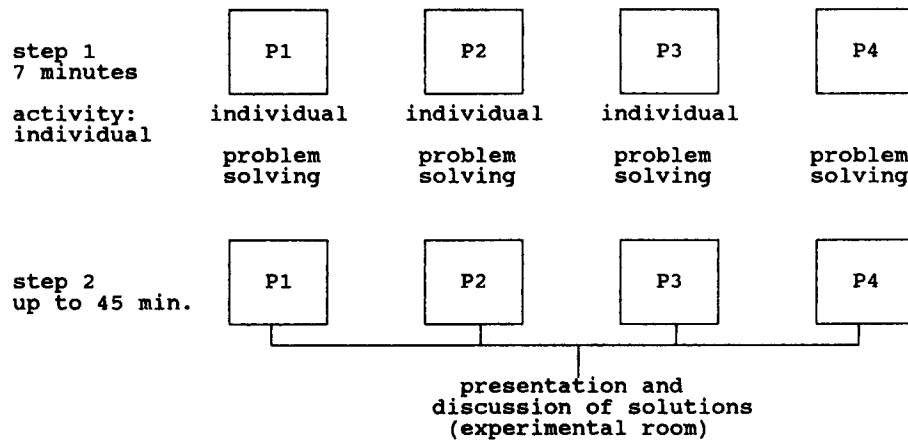 step 1
7 minutes
P1 P2 P3 P4
activity: individual individual individual
individual
problem problem problem problem
solving solving solving solving
step 2
up to 45 min.
P1 P2 P3 P4
presentation and
discussion of solutions
(experimental room)